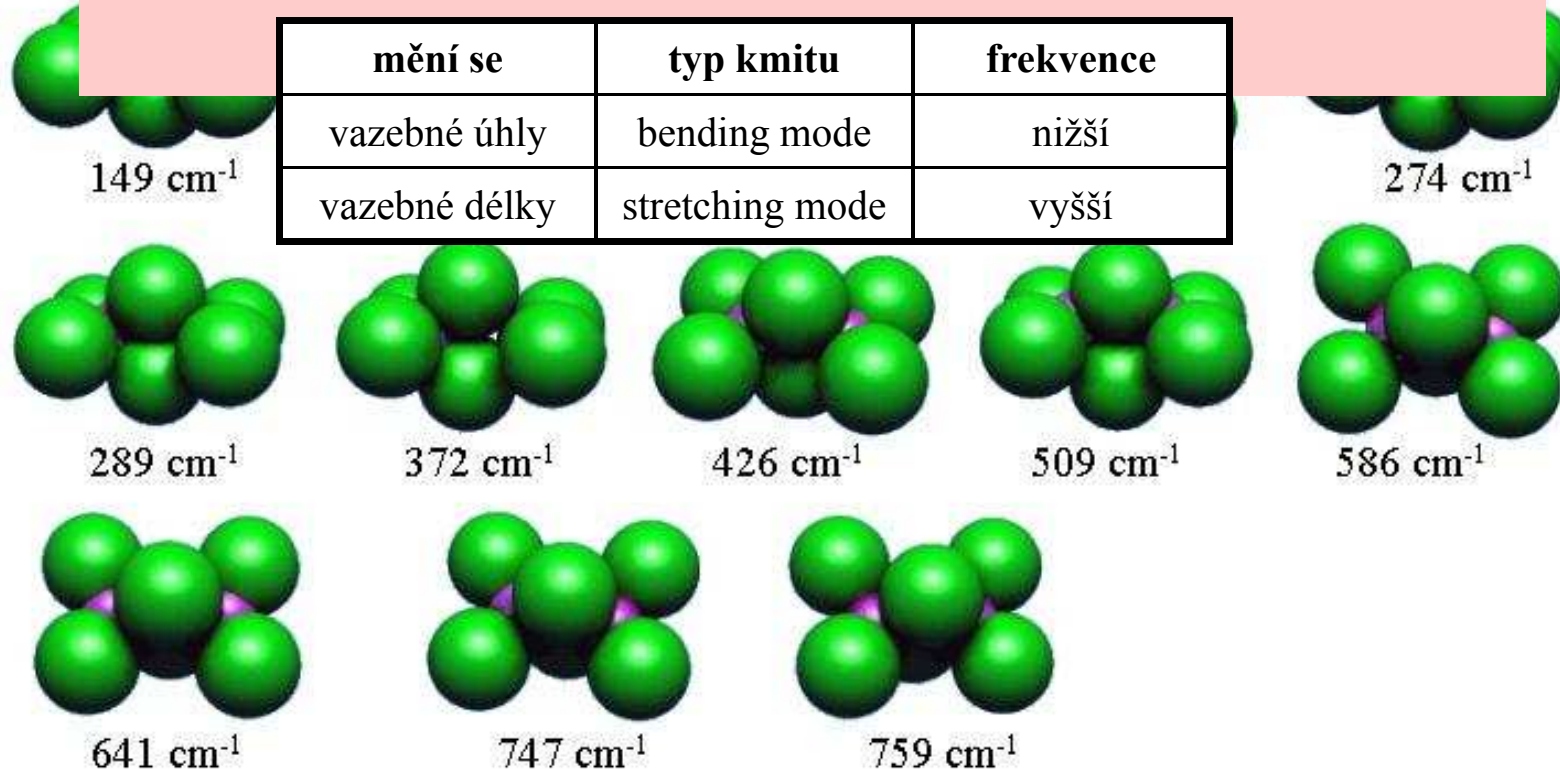 mění se typ kmitu frekvence
vazebné úhly bending mode nižší
vazebné délky stretching mode vyšší
149 cm⁻¹ 274 cm⁻¹
289 cm⁻¹ 372 cm⁻¹ 426 cm⁻¹ 509 cm⁻¹ 586 cm⁻¹
641 cm⁻¹ 747 cm⁻¹ 759 cm⁻¹